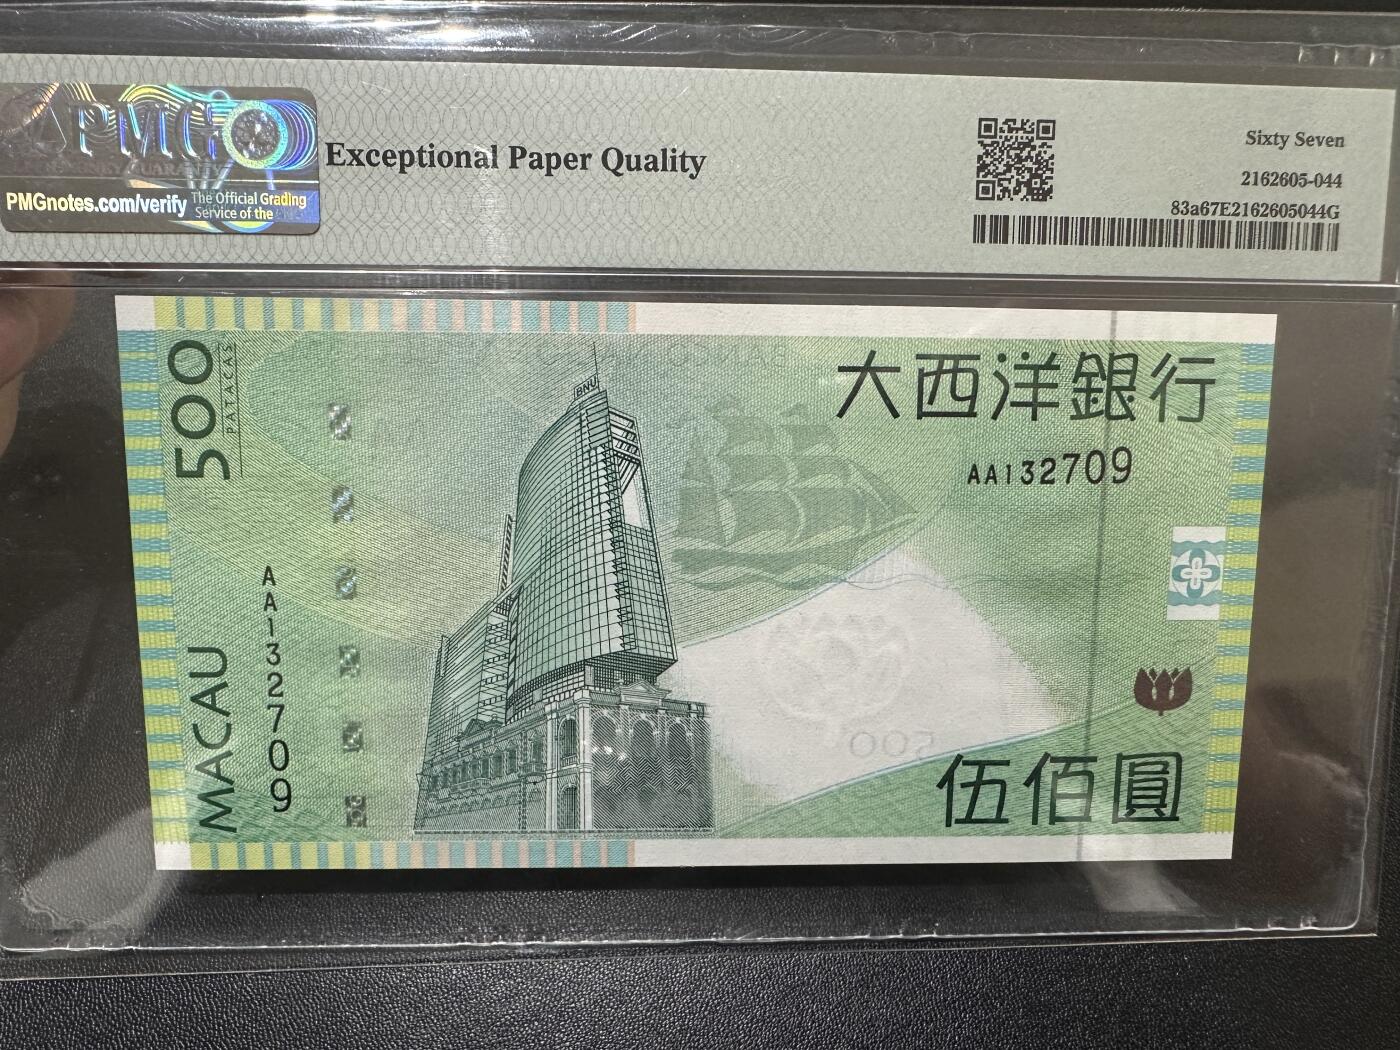 PMG
Exceptional Paper Quality
PMGnotes.com/verify
The Official Grading
Service of the
Sixty Seven
2162605-044
83a67E2162605044G
500
PATACAS
BNU
大西洋銀行
AA132709
AA132709
MACAU
500
伍佰圓